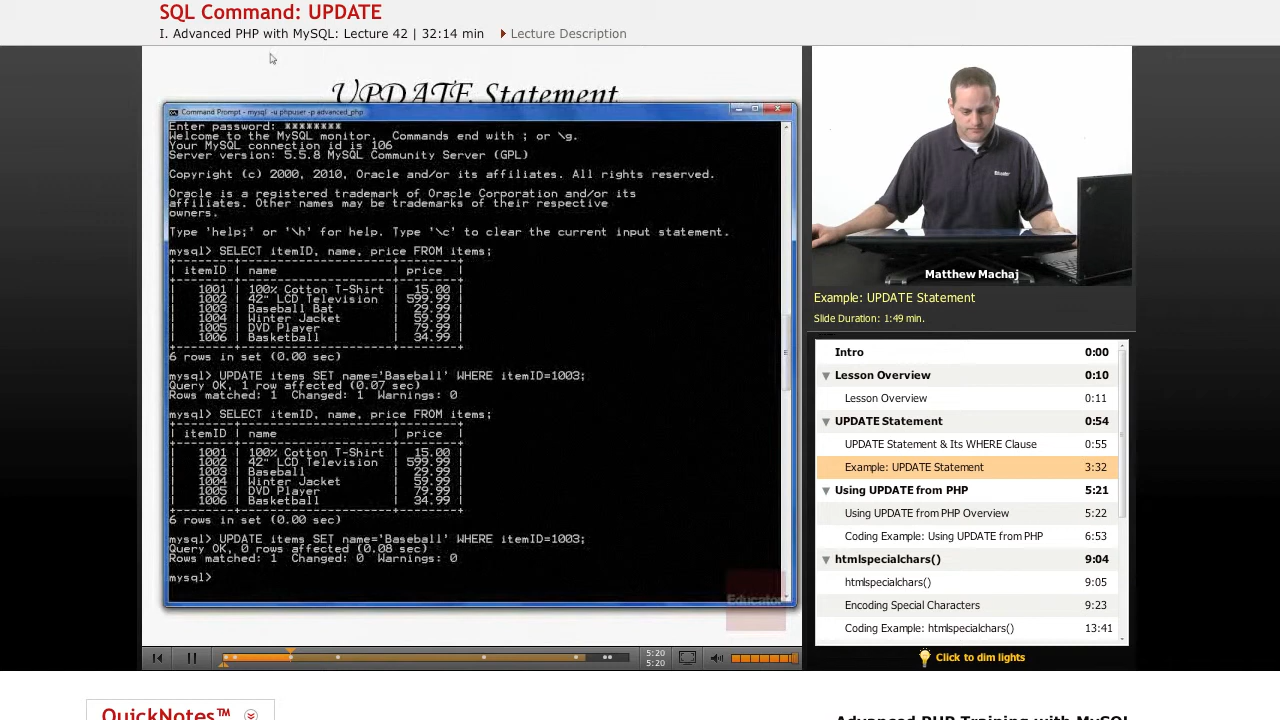 SQL Command: UPDATE
I. Advanced PHP with MySQL: Lecture 42 | 32:14 min
Lecture Description
UPDATE Statement
Command Prompt - mysql -u phpuser -p advanced_php
Enter password: ********
Welcome to the MySQL monitor.  Commands end with ; or \g.
Your MySQL connection id is 106
Server version: 5.5.8 MySQL Community Server (GPL)
Copyright (c) 2000, 2010, Oracle and/or its affiliates. All rights reserved.
Oracle is a registered trademark of Oracle Corporation and/or its
affiliates. Other names may be trademarks of their respective
owners.
Type 'help;' or '\h' for help. Type '\c' to clear the current input statement.
mysql> SELECT itemID, name, price FROM items;
| itemID | name | price |
| 1001 | 100% Cotton T-Shirt | 15.00 |
| 1002 | 42" LCD Television | 599.99 |
| 1003 | Baseball Bat | 29.99 |
| 1004 | Winter Jacket | 59.99 |
| 1005 | DVD Player | 79.99 |
| 1006 | Basketball | 34.99 |
6 rows in set (0.00 sec)
mysql> UPDATE items SET name='Baseball' WHERE itemID=1003;
Query OK, 1 row affected (0.07 sec)
Rows matched: 1  Changed: 1  Warnings: 0
mysql> SELECT itemID, name, price FROM items;
| itemID | name | price |
| 1001 | 100% Cotton T-Shirt | 15.00 |
| 1002 | 42" LCD Television | 599.99 |
| 1003 | Baseball | 29.99 |
| 1004 | Winter Jacket | 59.99 |
| 1005 | DVD Player | 79.99 |
| 1006 | Basketball | 34.99 |
6 rows in set (0.00 sec)
mysql> UPDATE items SET name='Baseball' WHERE itemID=1003;
Query OK, 0 rows affected (0.08 sec)
Rows matched: 1  Changed: 0  Warnings: 0
mysql>
Educator
5:20
5:20
Educator
Matthew Machaj
Example: UPDATE Statement
Slide Duration: 1:49 min.
Intro 0:00
Lesson Overview 0:10
Lesson Overview 0:11
UPDATE Statement 0:54
UPDATE Statement & Its WHERE Clause 0:55
Example: UPDATE Statement 3:32
Using UPDATE from PHP 5:21
Using UPDATE from PHP Overview 5:22
Coding Example: Using UPDATE from PHP 6:53
htmlspecialchars() 9:04
htmlspecialchars() 9:05
Encoding Special Characters 9:23
Coding Example: htmlspecialchars() 13:41
Click to dim lights
QuickNotes™
Advanced PHP Training with MySQL